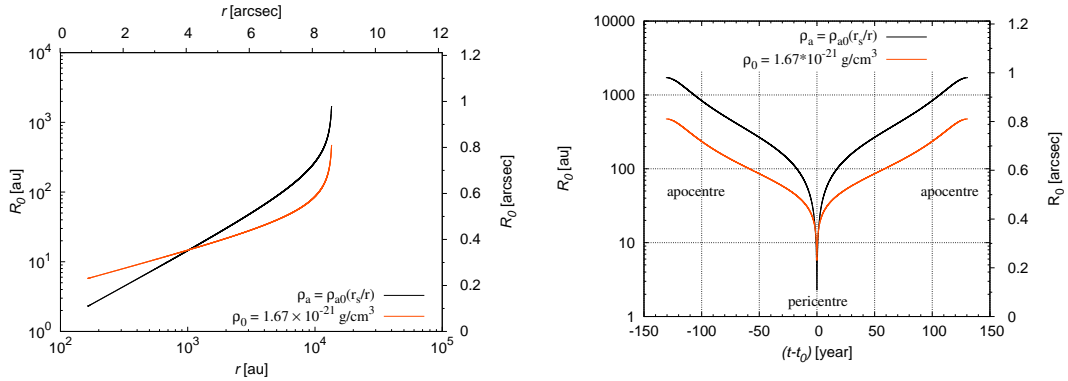 r [arcsec]
0 2 4 6 8 10 12
10^4
10^3
10^2
10^1
10^0
R_0 [au]
1.2
1
0.8
0.6
0.4
0.2
0
R_0 [arcsec]
ρ_a = ρ_a0(r_s/r)
ρ_0 = 1.67 × 10^-21 g/cm^3
10^2 10^3 10^4 10^5
r [au]
10000
1000
100
10
1
R_0 [au]
ρ_a = ρ_a0(r_s/r)
ρ_0 = 1.67*10^-21 g/cm^3
apocentre apocentre
pericentre
1.2
1
0.8
0.6
0.4
0.2
0
R_0 [arcsec]
-150 -100 -50 0 50 100 150
(t-t_0) [year]